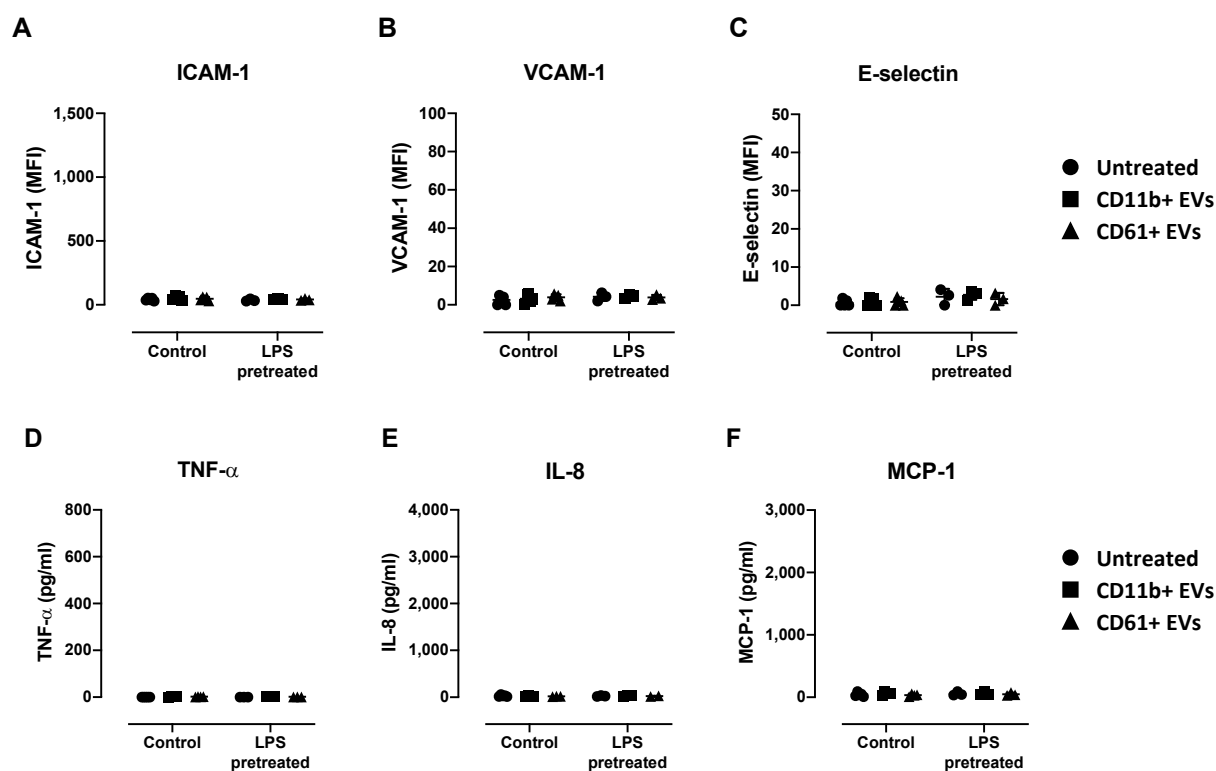 A
B
C
ICAM-1
VCAM-1
E-selectin
1,500
1,000
500
0
ICAM-1 (MFI)
Control
LPS
pretreated
100
80
60
40
20
0
VCAM-1 (MFI)
Control
LPS
pretreated
50
40
30
20
10
0
E-selectin (MFI)
Control
LPS
pretreated
Untreated
CD11b+ EVs
CD61+ EVs
D
E
F
TNF-α
IL-8
MCP-1
800
600
400
200
0
TNF-α (pg/ml)
Control
LPS
pretreated
4,000
3,000
2,000
1,000
0
IL-8 (pg/ml)
Control
LPS
pretreated
3,000
2,000
1,000
0
MCP-1 (pg/ml)
Control
LPS
pretreated
Untreated
CD11b+ EVs
CD61+ EVs